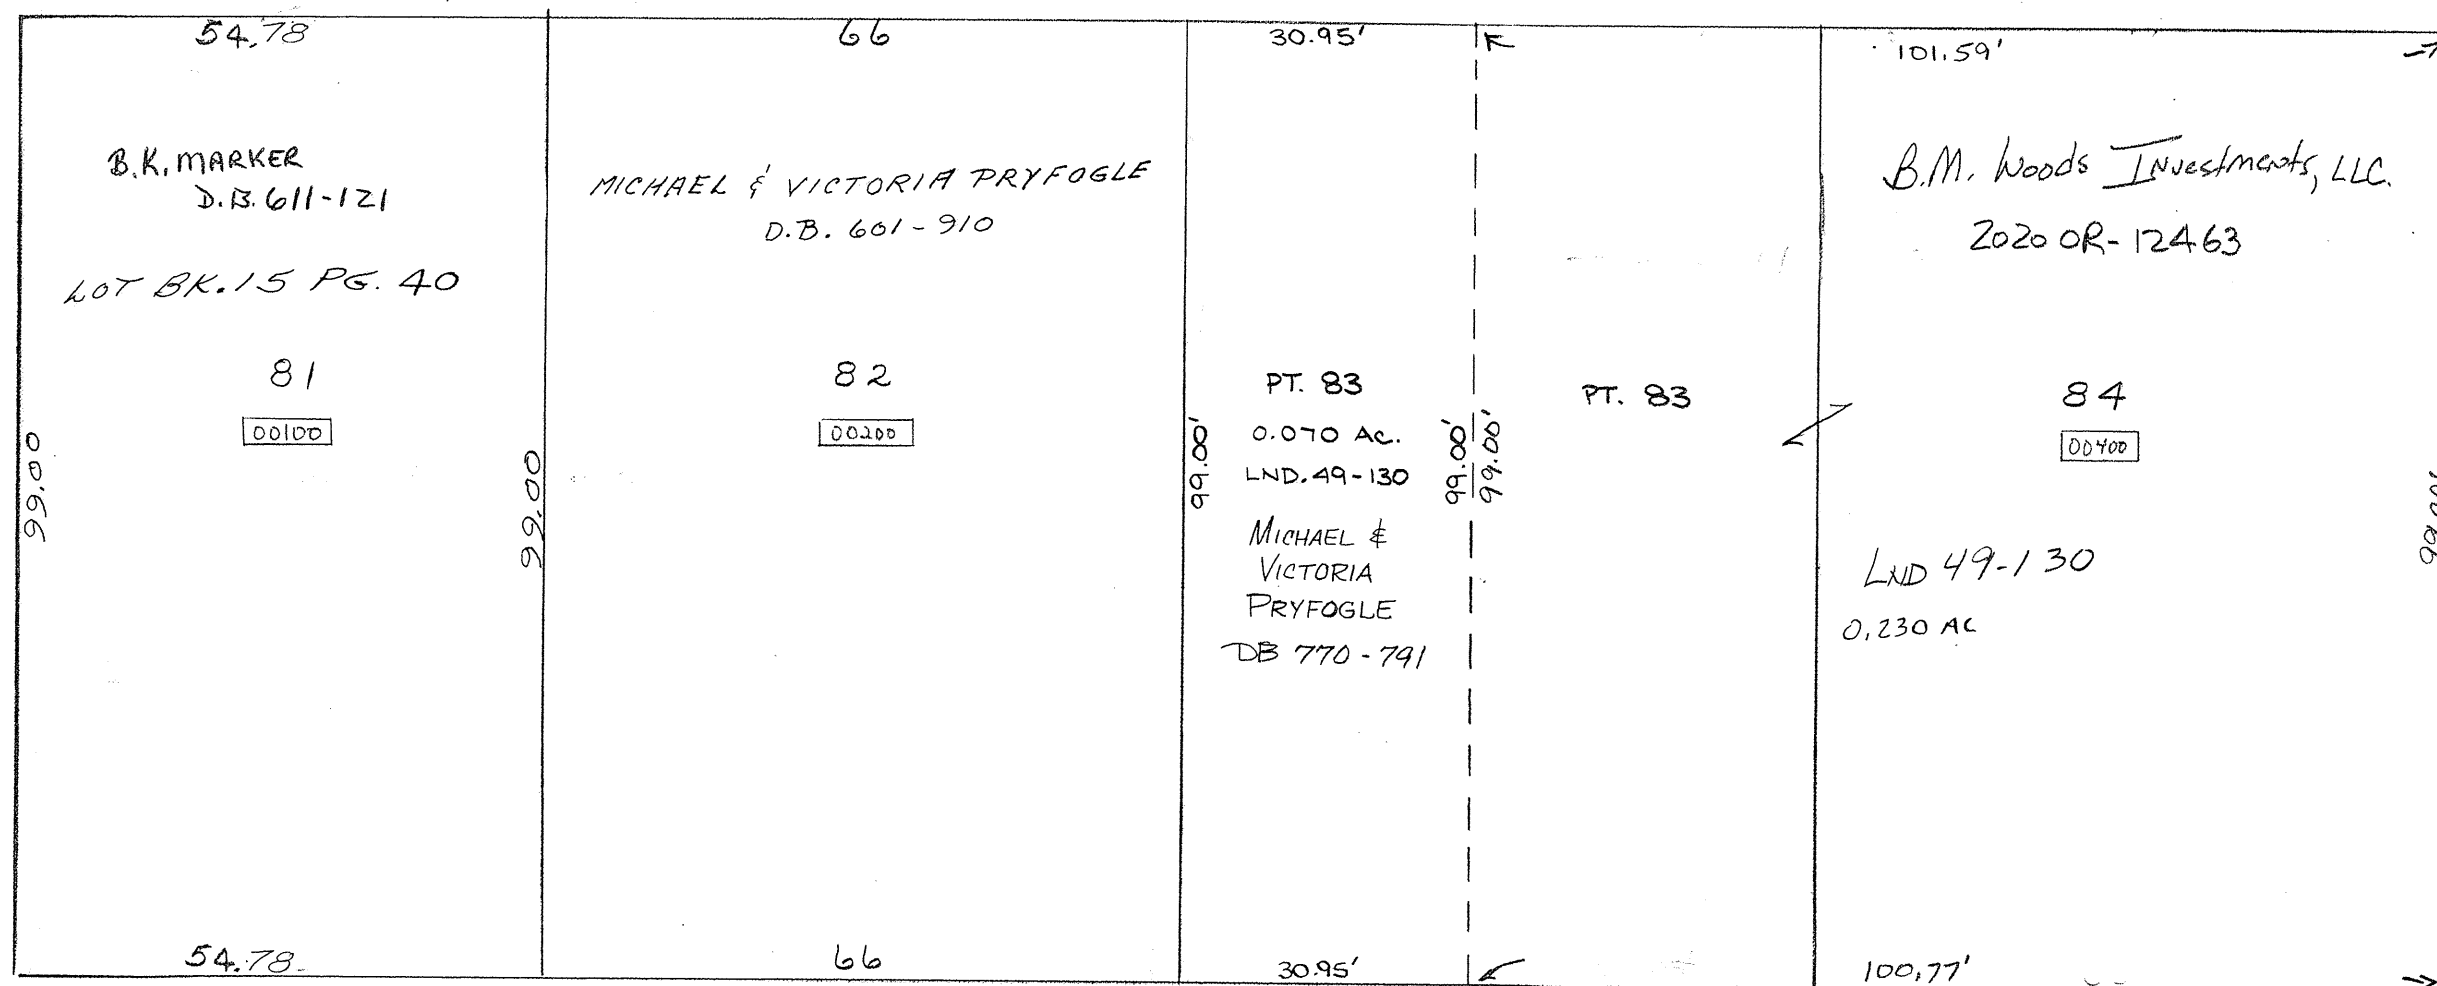 54.78
66
30.95'
101.59'
B.K. MARKER
D.B. 611-121
LOT BK. 15 PG. 40
81
00100
99.00
99.00
54.78
MICHAEL & VICTORIA PRYFOGLE
D.B. 601-910
82
00200
66
99.00'
PT. 83
0.070 AC.
LND. 49-130
MICHAEL &
VICTORIA
PRYFOGLE
DB 770-791
99.00'
99.00'
30.95'
PT. 83
B.M. Woods Investments, LLC.
2020 OR-12463
84
00400
LND 49-130
0.230 AC
100.77'